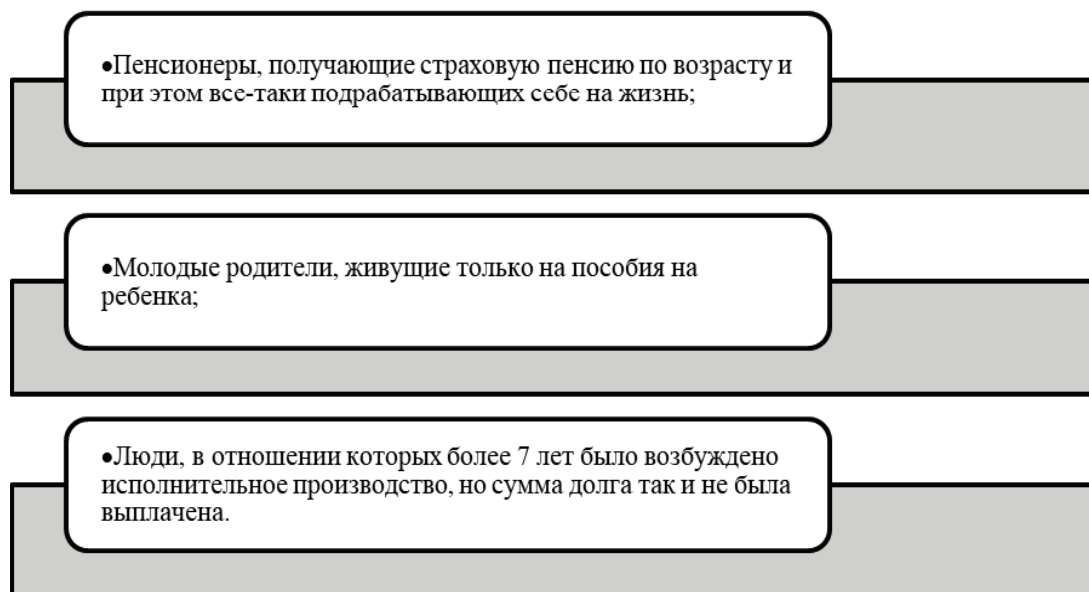 •Пенсионеры, получающие страховую пенсию по возрасту и
при этом все-таки подрабатывающих себе на жизнь;
•Молодые родители, живущие только на пособия на
ребенка;
•Люди, в отношении которых более 7 лет было возбуждено
исполнительное производство, но сумма долга так и не была
выплачена.